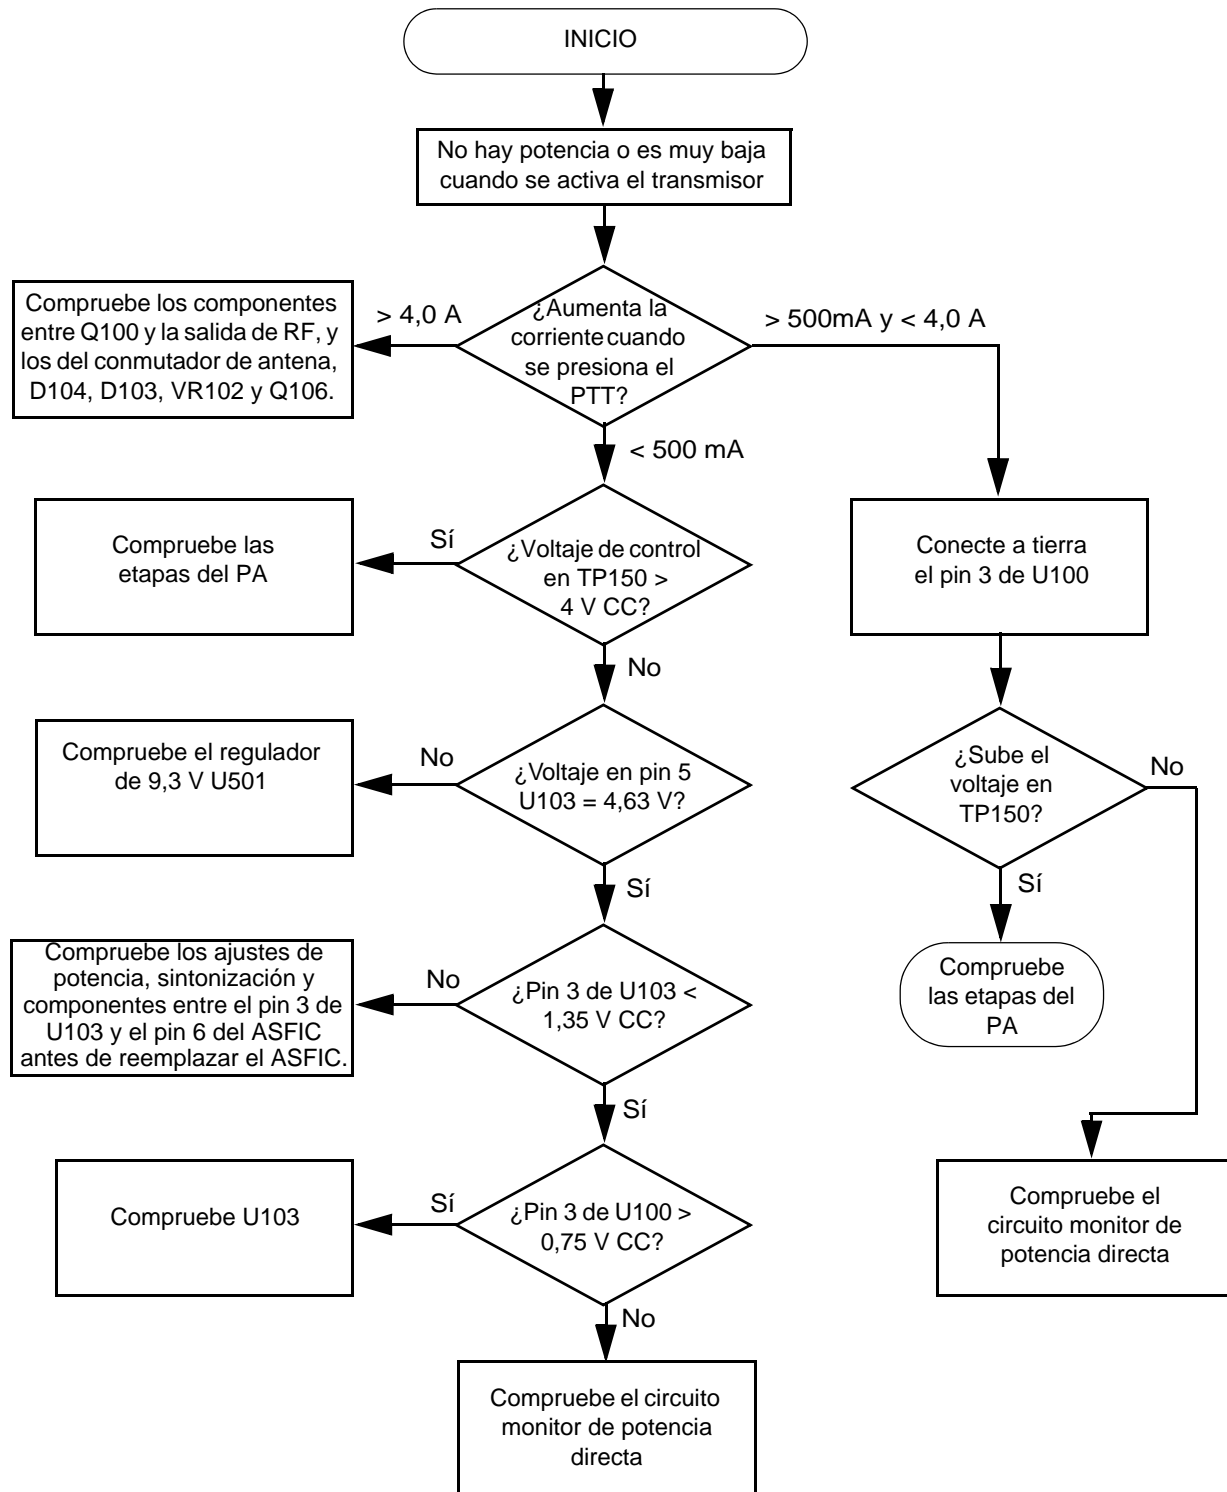 INICIO
No hay potencia o es muy baja
cuando se activa el transmisor
Compruebe los componentes
entre Q100 y la salida de RF, y
los del conmutador de antena,
D104, D103, VR102 y Q106.
> 4,0 A
¿Aumenta la
corriente cuando
se presiona el
PTT?
> 500mA y < 4,0 A
< 500 mA
Compruebe las
etapas del PA
Sí
¿Voltaje de control
en TP150 >
4 V CC?
Conecte a tierra
el pin 3 de U100
No
Compruebe el regulador
de 9,3 V U501
No
¿Voltaje en pin 5
U103 = 4,63 V?
¿Sube el
voltaje en
TP150?
No
Sí
Sí
Compruebe los ajustes de
potencia, sintonización y
componentes entre el pin 3 de
U103 y el pin 6 del ASFIC
antes de reemplazar el ASFIC.
No
¿Pin 3 de U103 <
1,35 V CC?
Compruebe
las etapas del
PA
Sí
Compruebe U103
Sí
¿Pin 3 de U100 >
0,75 V CC?
Compruebe el
circuito monitor de
potencia directa
No
Compruebe el circuito
monitor de potencia
directa